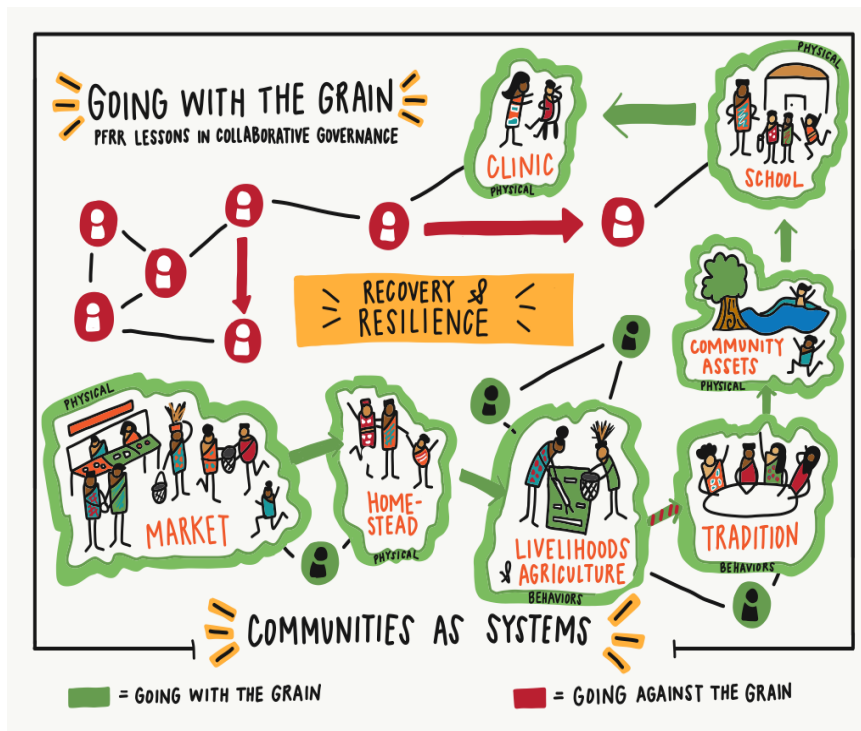 GOING WITH THE GRAIN
PFRR LESSONS IN COLLABORATIVE GOVERNANCE
CLINIC
PHYSICAL
PHYSICAL
SCHOOL
RECOVERY &
RESILIENCE
COMMUNITY
ASSETS
PHYSICAL
PHYSICAL
MARKET
HOME-
STEAD
PHYSICAL
LIVELIHOODS
& AGRICULTURE
BEHAVIORS
TRADITION
BEHAVIORS
COMMUNITIES AS SYSTEMS
= GOING WITH THE GRAIN
= GOING AGAINST THE GRAIN